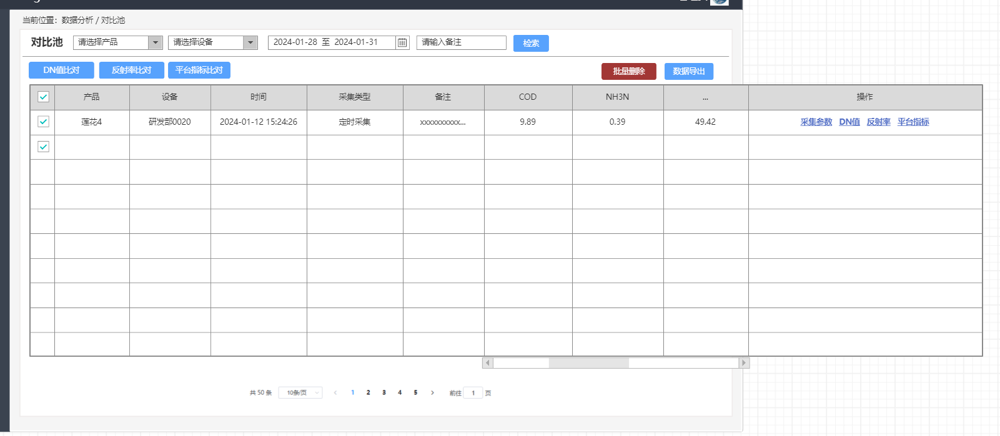 当前位置：数据分析 / 对比池
对比池 请选择产品 请选择设备 2024-01-28 至 2024-01-31 请输入备注 检索
DN值比对 反射率比对 平台指标比对 批量删除 数据导出
产品 设备 时间 采集类型 备注 COD NH3N ... 操作
莲花4 研发部0020 2024-01-12 15:24:26 定时采集 xxxxxxxxxx... 9.89 0.39 49.42 采集参数 DN值 反射率 平台指标
共 50 条 10条/页 1 2 3 4 5 前往 1 页